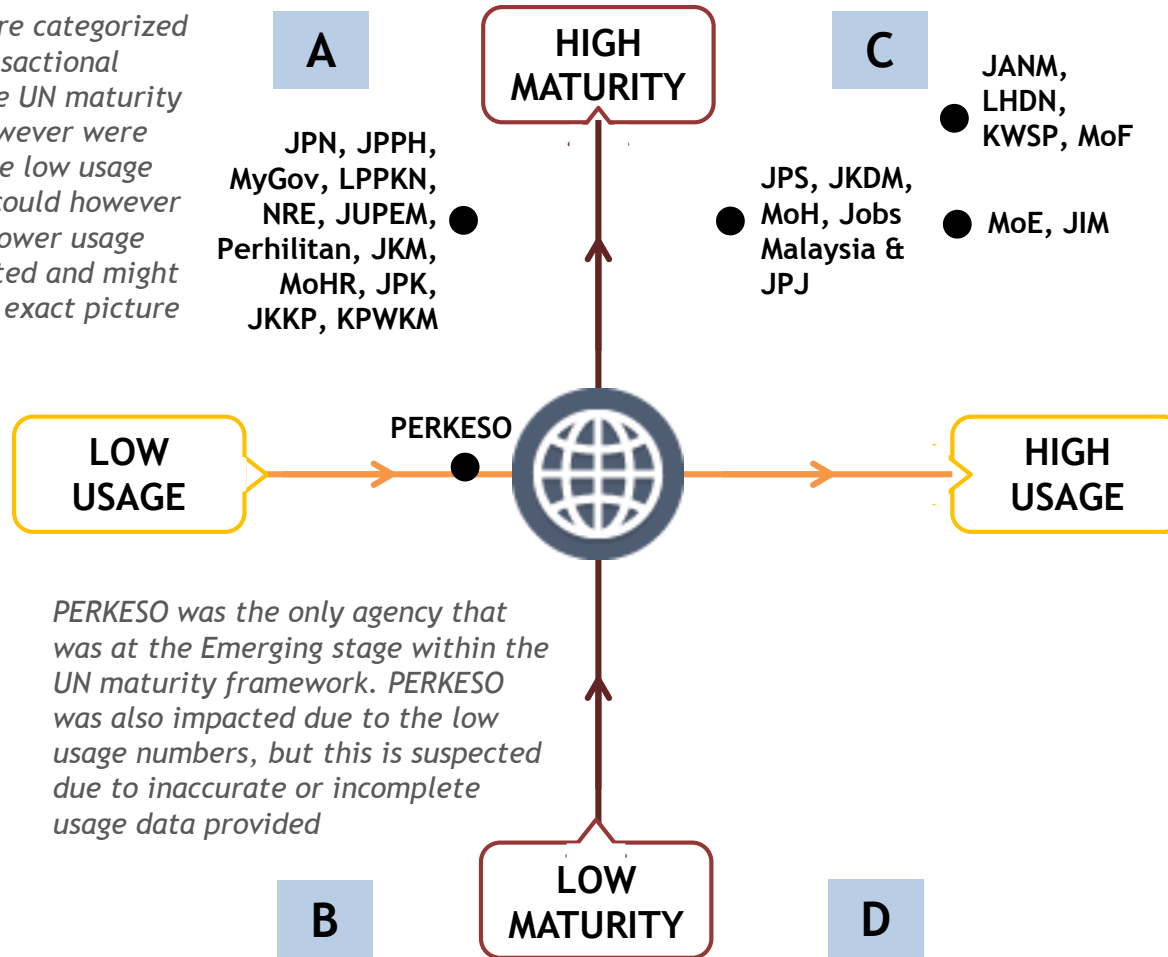 re categorized
sactional
e UN maturity
wever were
e low usage
could however
ower usage
ted and might
exact picture
A
HIGH
MATURITY
C
JANM,
LHDN,
KWSP, MoF
JPN, JPPH,
MyGov, LPPKN,
NRE, JUPEM,
Perhilitan, JKM,
MoHR, JPK,
JKKP, KPWKM
JPS, JKDM,
MoH, Jobs
Malaysia &
JPJ
MoE, JIM
PERKESO
LOW
USAGE
HIGH
USAGE
PERKESO was the only agency that
was at the Emerging stage within the
UN maturity framework. PERKESO
was also impacted due to the low
usage numbers, but this is suspected
due to inaccurate or incomplete
usage data provided
B
LOW
MATURITY
D